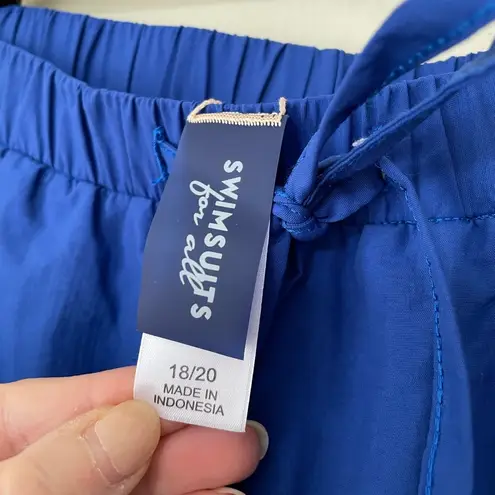 SWIMSUITS
for all
18/20
MADE IN
INDONESIA